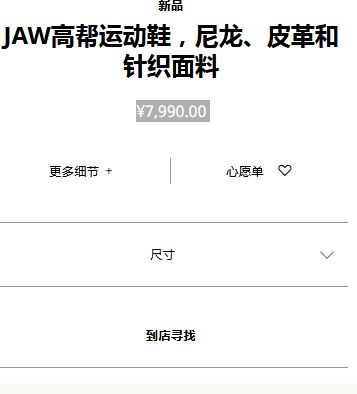 新品
JAW高帮运动鞋，尼龙、皮革和
针织面料
¥7,990.00
更多细节 +
心愿单
尺寸
到店寻找